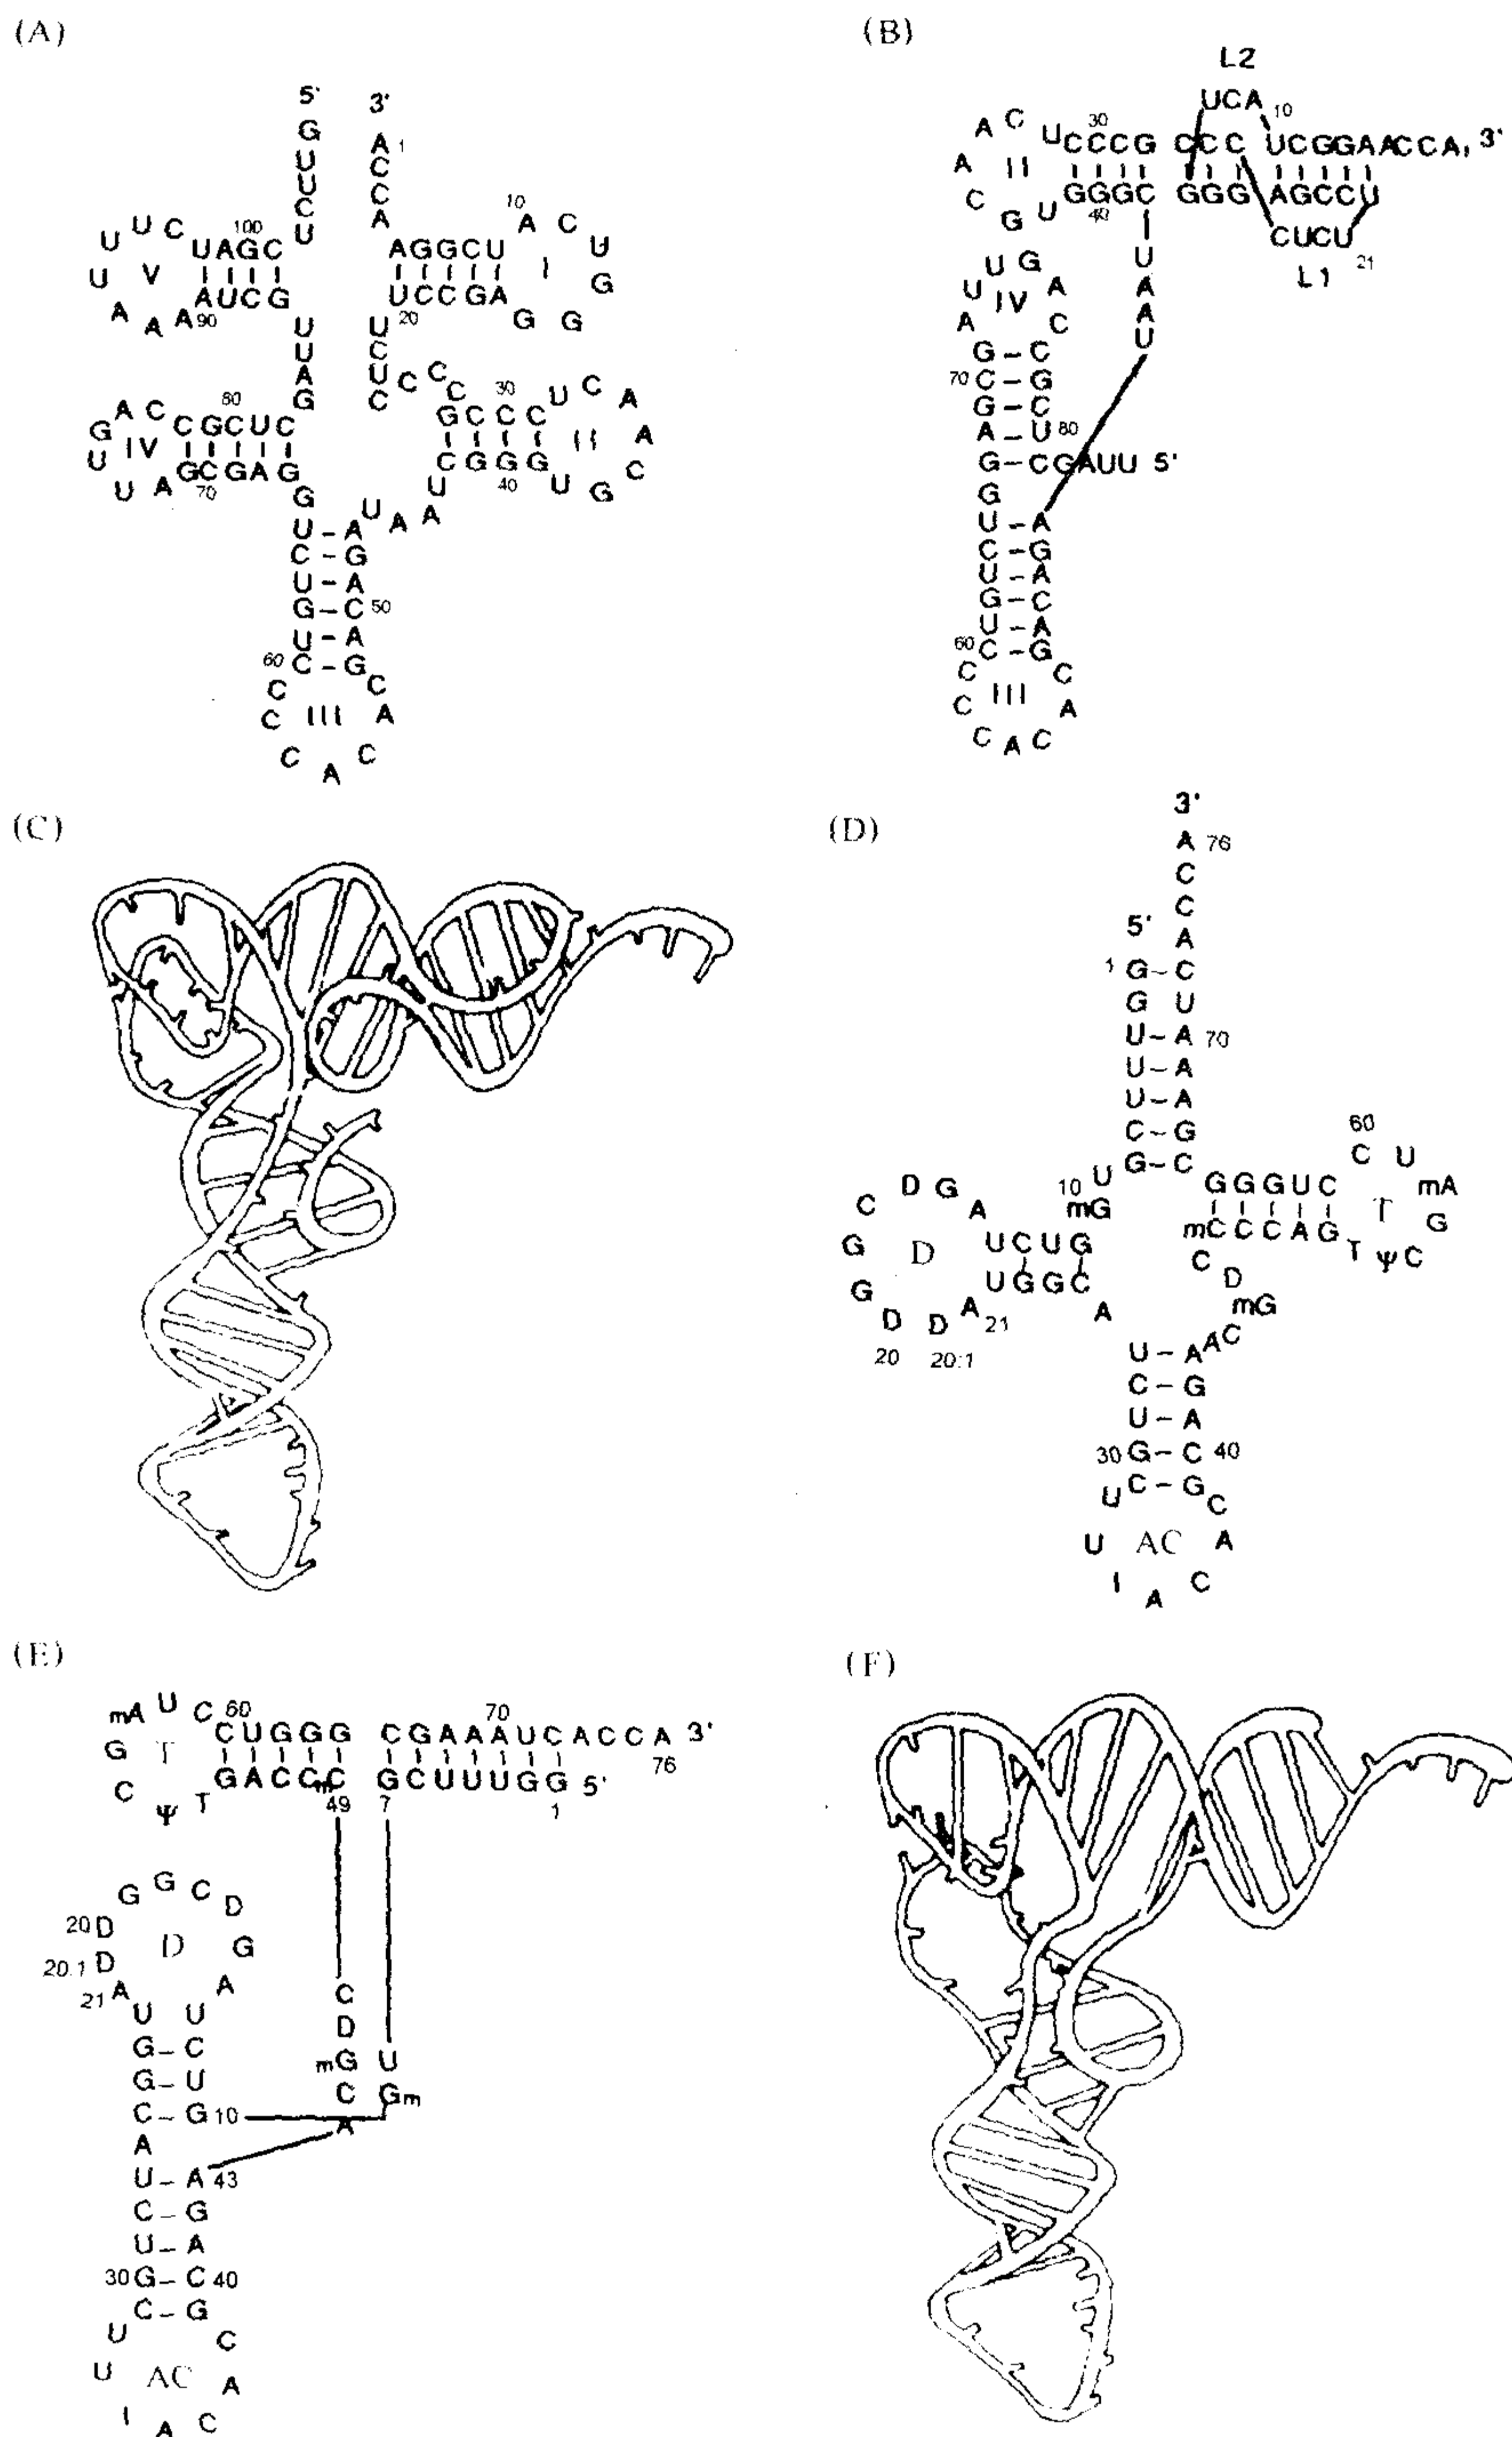 (A)
5' 3'
G A 1
U C
U C
C A
U
U U C 100 UAGC
U V
A A A 90 AUCG
AGGCU 10 A C U G
I
UCCGA G G
20
U U
U C
A U C C C
G C
G A C C 80 CGCUC
U IV
U A GCGAG
70
GCCC 30 U C A A
II
CGGG U G C
40
G U
U A A
U - A
C - G
U - A
G - C 50
U - A
60 C - G
C C
C III A
C A C
(B)
L2
UCA 10
A C UCCCG CCC UCGGAACCA, 3'
30
A II
C G U GGGC GGG AGCCU
40
CUCU 21
L1
U
A
A
U
U G
U IV A
A C
G - C
70 C - G
G - C
A - U 80
G - CGAUU 5'
G
U - A
C - G
U - A
G - C
U - A
60 C - G
C C
C III A
C A C
(C)
(D)
3'
A 76
C
C
5' A
1 G - C
G U
U - A 70
U - A
U - A
C - G
G - C
10 U
mG
D G A UCUG
C
G D
G D D A 21 UGGC A
20 20:1
GGGUC 60 C U mA
T G
mCCCAG T Ψ C
C
D
mG
C
A
U - A
C - G
U - A
30 G - C 40
C - G
U C
U AC A
I A C
(E)
mA U C 60 CUGGG CGAAAUCACCA 3'
70 76
G T
C Ψ T GACCmC GCUUUGG 5'
49 7 1
G G C D
20 D D G
20.1 D A
21 A
U U
G - C
G - U
C - G 10
A
C
D
mG U
C Gm
A
U - A 43
C - G
U - A
30 G - C 40
C - G
U C
U AC A
I A C
(F)